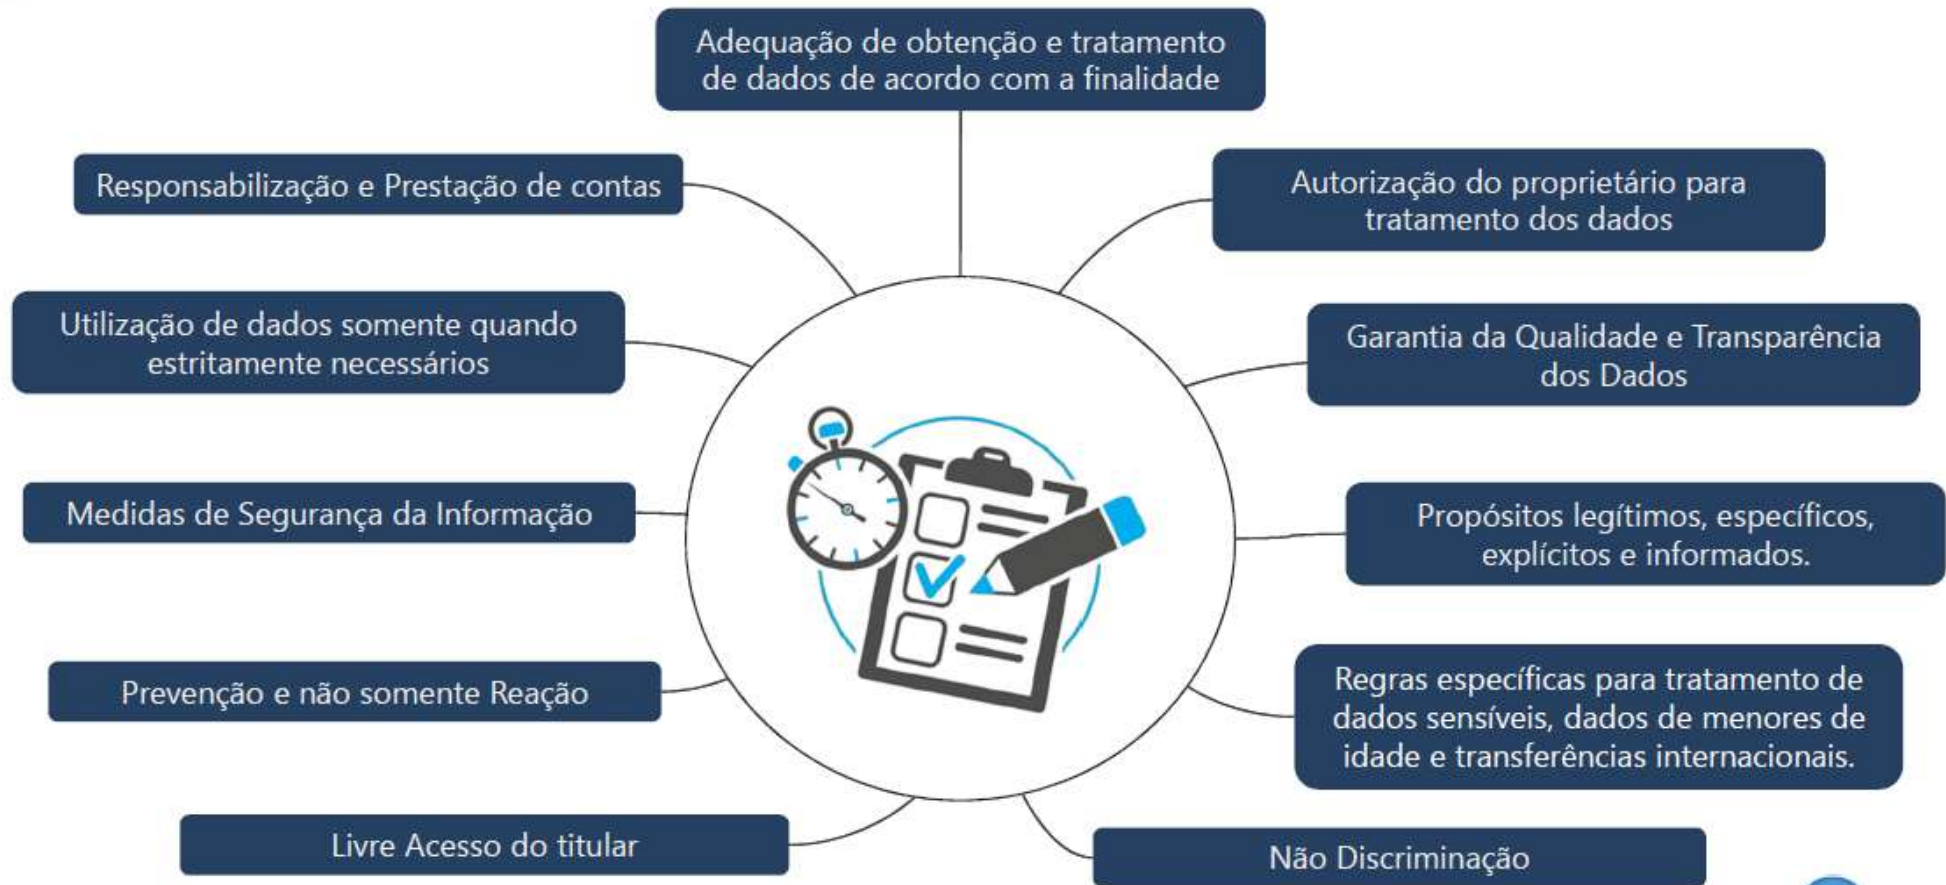 Adequação de obtenção e tratamento
de dados de acordo com a finalidade
Responsabilização e Prestação de contas
Autorização do proprietário para
tratamento dos dados
Utilização de dados somente quando
estritamente necessários
Garantia da Qualidade e Transparência
dos Dados
Medidas de Segurança da Informação
Propósitos legítimos, específicos,
explícitos e informados.
Prevenção e não somente Reação
Regras específicas para tratamento de
dados sensíveis, dados de menores de
idade e transferências internacionais.
Livre Acesso do titular
Não Discriminação